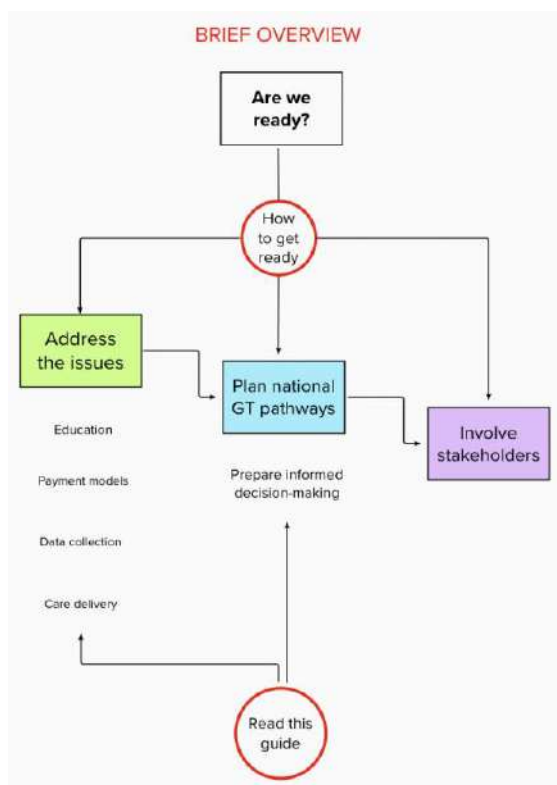 BRIEF OVERVIEW
Are we
ready?
How
to get
ready
Address
the issues
Plan national
GT pathways
Involve
stakeholders
Education
Payment models
Data collection
Care delivery
Prepare informed
decision-making
Read this
guide